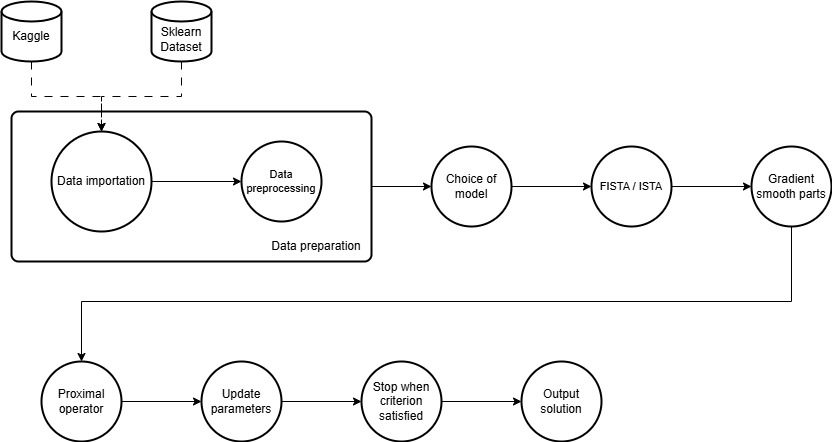 Kaggle
Sklearn
Dataset
Data importation
Data
preprocessing
Data preparation
Choice of
model
FISTA / ISTA
Gradient
smooth parts
Proximal
operator
Update
parameters
Stop when
criterion
satisfied
Output
solution